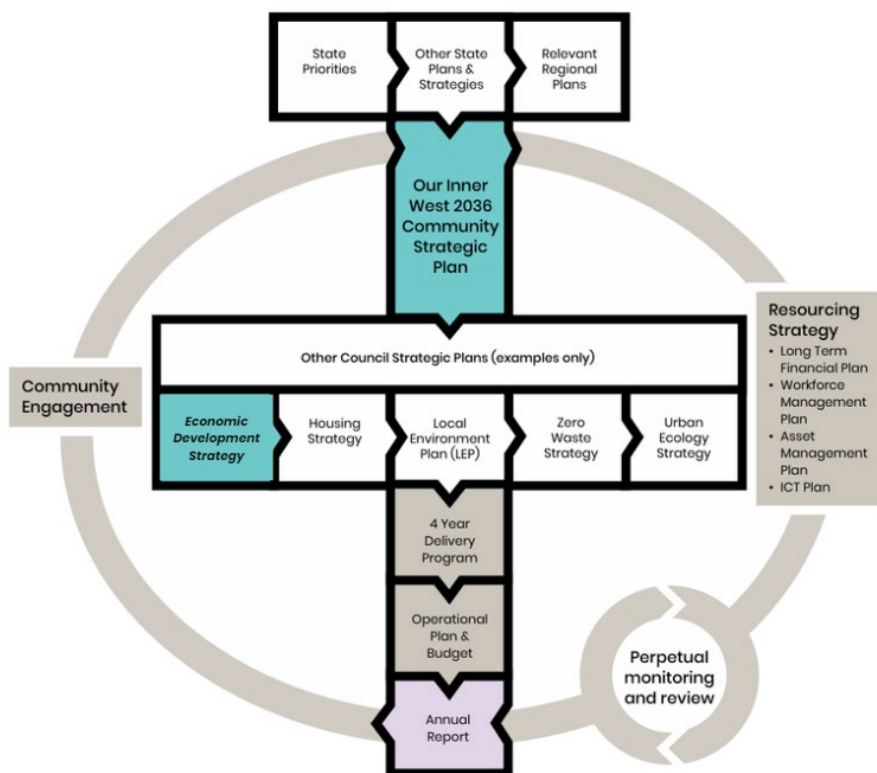 State
Priorities
Other State
Plans &
Strategies
Relevant
Regional
Plans
Our Inner
West 2036
Community
Strategic
Plan
Other Council Strategic Plans (examples only)
Economic
Development
Strategy
Housing
Strategy
Local
Environment
Plan (LEP)
Zero
Waste
Strategy
Urban
Ecology
Strategy
Community
Engagement
Resourcing
Strategy
• Long Term
Financial Plan
• Workforce
Management
Plan
• Asset
Management
Plan
• ICT Plan
4 Year
Delivery
Program
Operational
Plan &
Budget
Annual
Report
Perpetual
monitoring
and review